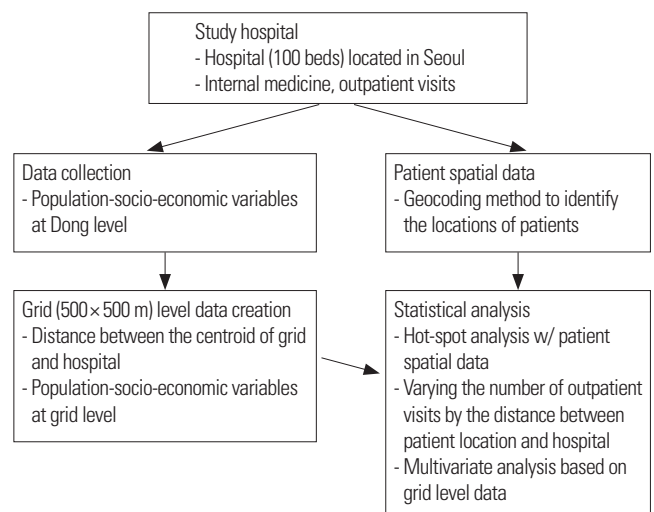 Study hospital
- Hospital (100 beds) located in Seoul
- Internal medicine, outpatient visits
Data collection
- Population-socio-economic variables
at Dong level
Patient spatial data
- Geocoding method to identify
the locations of patients
Grid (500 × 500 m) level data creation
- Distance between the centroid of grid
and hospital
- Population-socio-economic variables
at grid level
Statistical analysis
- Hot-spot analysis w/ patient
spatial data
- Varying the number of outpatient
visits by the distance between
patient location and hospital
- Multivariate analysis based on
grid level data